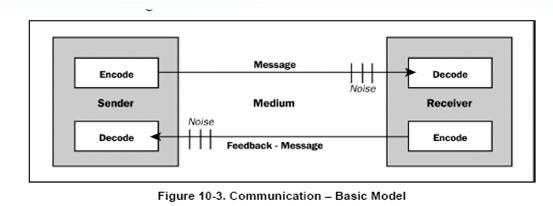 Message
Encode
Decode
Noise
Sender
Medium
Receiver
Noise
Decode
Encode
Feedback - Message
Figure 10-3. Communication – Basic Model